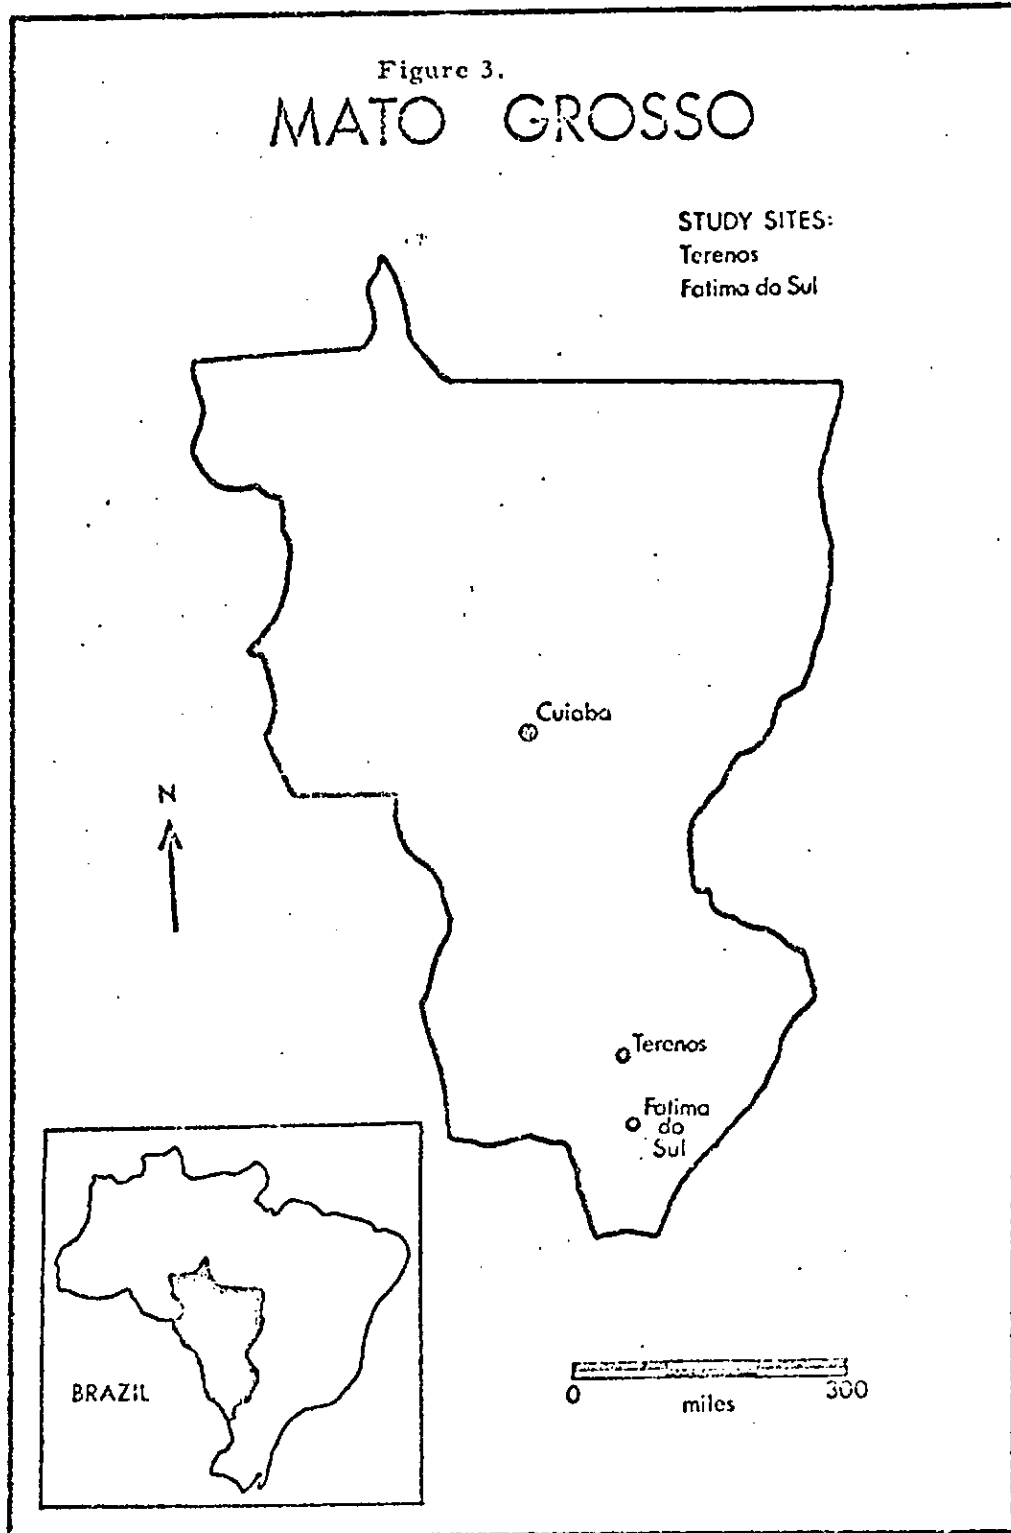 Figure 3.
MATO GROSSO
STUDY SITES:
Terenos
Fatima do Sul
Cuiaba
N
Terenos
Fatima
do
Sul
BRAZIL
0 300
miles